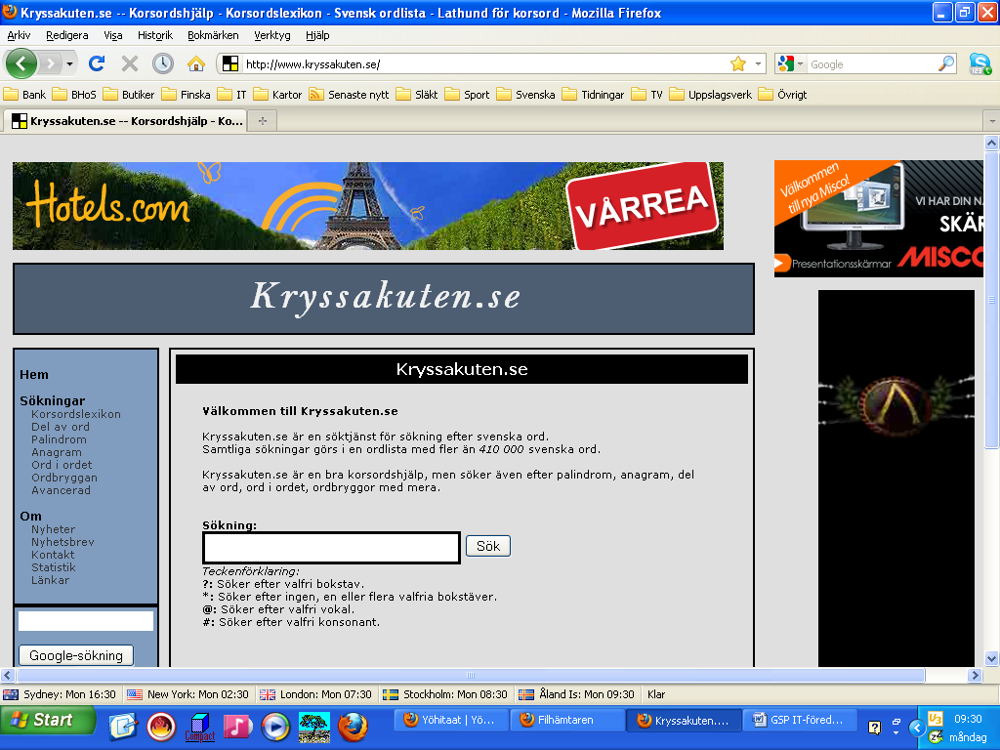 Kryssakuten.se -- Korsordshjälp - Korsordslexikon - Svensk ordlista - Lathund för korsord - Mozilla Firefox
Arkiv Redigera Visa Historik Bokmärken Verktyg Hjälp
http://www.kryssakuten.se/ Google
Bank BHoS Butiker Finska IT Kartor Senaste nytt Släkt Sport Svenska Tidningar TV Uppslagsverk Övrigt
Kryssakuten.se -- Korsordshjälp - Ko...
Hotels.com VÅRREA
Välkommen
till nya Misco!
VI HAR DIN N
SKÄR
Presentationsskärmar MISCO
Kryssakuten.se
Hem
Sökningar
Korsordslexikon
Del av ord
Palindrom
Anagram
Ord i ordet
Ordbryggan
Avancerad
Om
Nyheter
Nyhetsbrev
Kontakt
Statistik
Länkar
Google-sökning
Kryssakuten.se
Välkommen till Kryssakuten.se
Kryssakuten.se är en söktjänst för sökning efter svenska ord.
Samtliga sökningar görs i en ordlista med fler än 410 000 svenska ord.
Kryssakuten.se är en bra korsordshjälp, men söker även efter palindrom, anagram, del
av ord, ord i ordet, ordbryggor med mera.
Sökning:
Sök
Teckenförklaring:
?: Söker efter valfri bokstav.
*: Söker efter ingen, en eller flera valfria bokstäver.
@: Söker efter valfri vokal.
#: Söker efter valfri konsonant.
Sydney: Mon 16:30 New York: Mon 02:30 London: Mon 07:30 Stockholm: Mon 08:30 Åland Is: Mon 09:30 Klar
Start Compact Yöhitaat | Yö... Filhämtaren Kryssakuten.... GSP IT-föred... 09:30
måndag